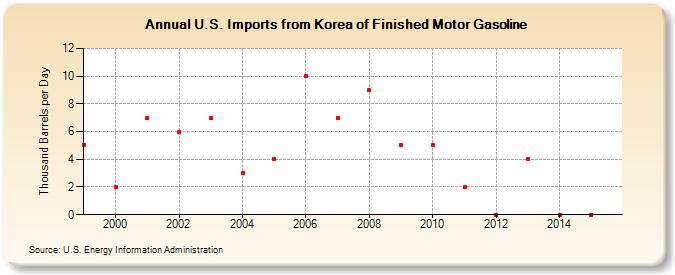 Annual U.S. Imports from Korea of Finished Motor Gasoline
Thousand Barrels per Day
12
10
8
6
4
2
0
2000 2002 2004 2006 2008 2010 2012 2014
Source: U.S. Energy Information Administration